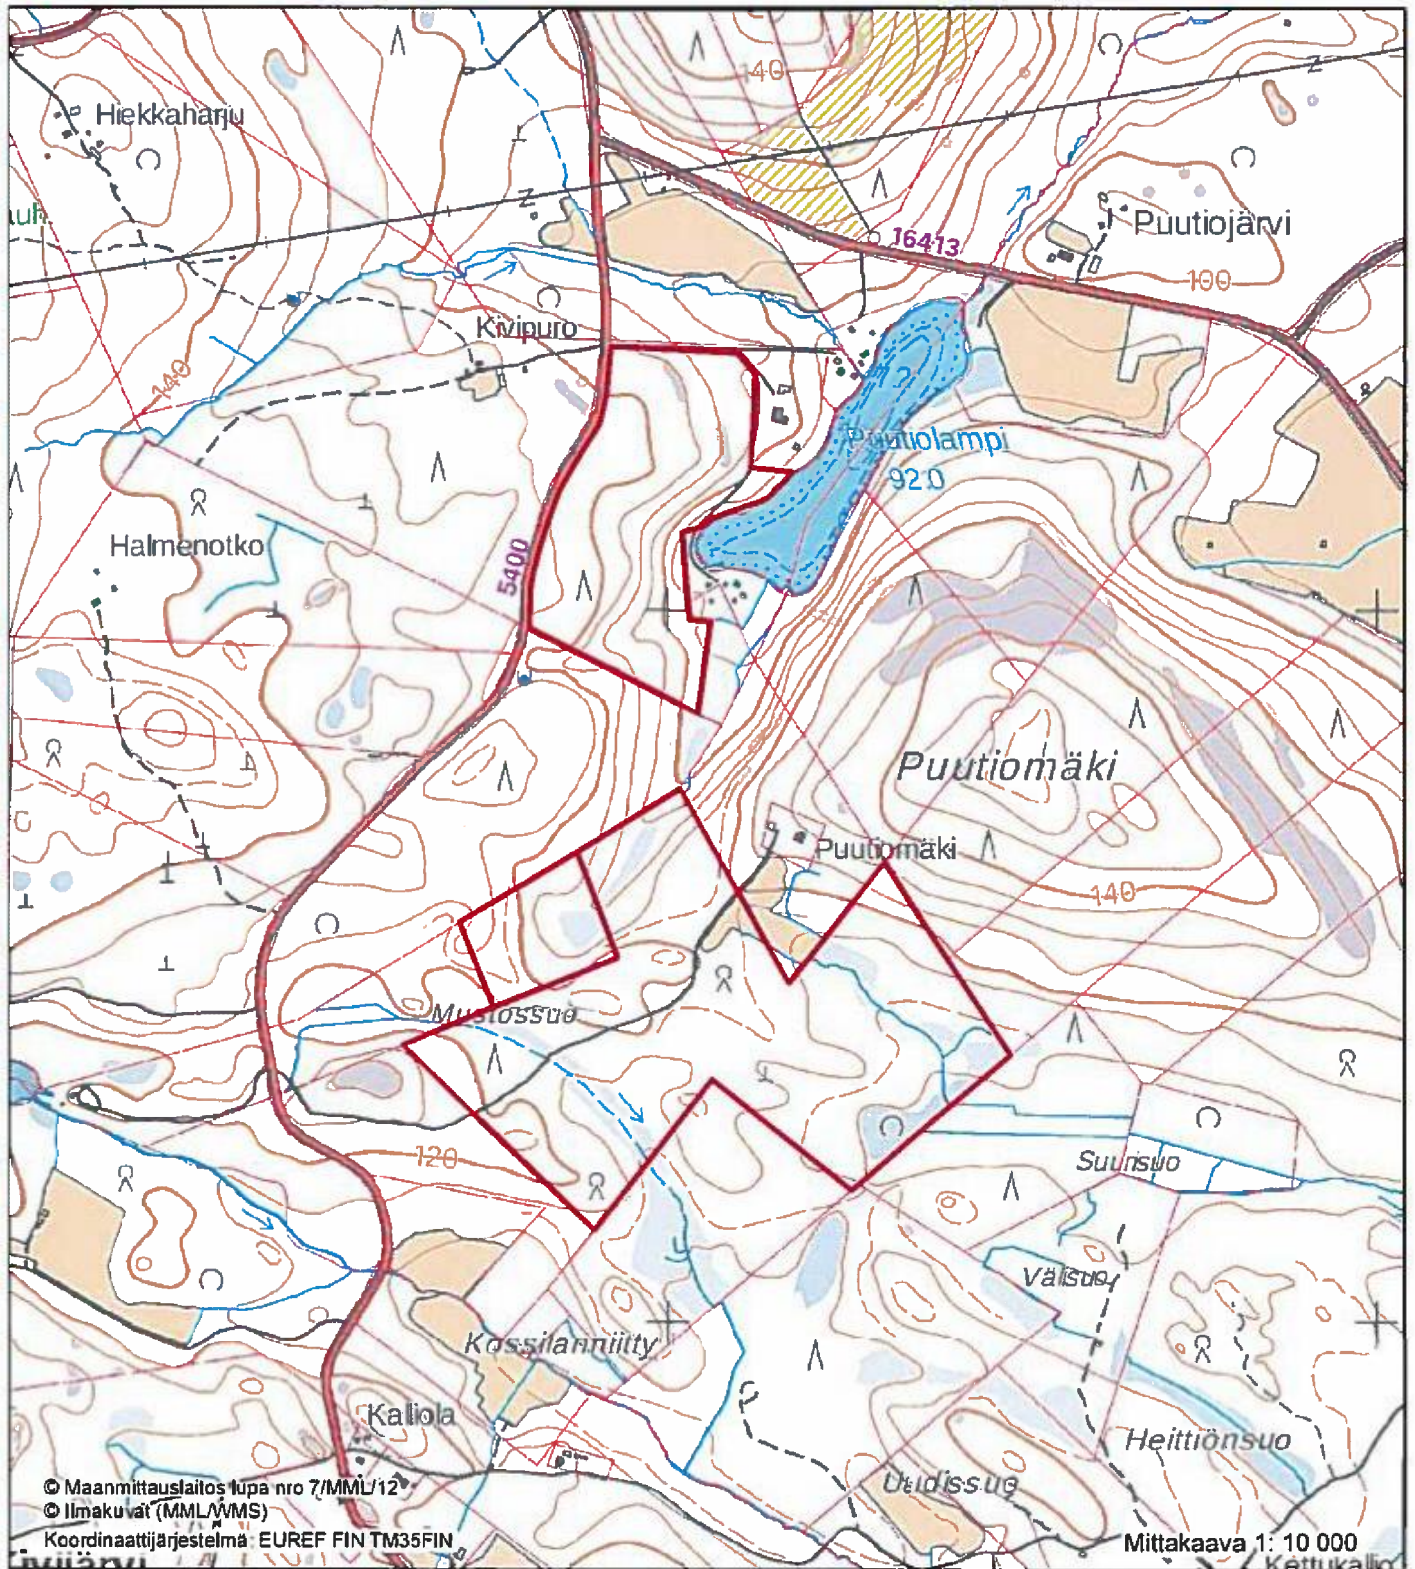 40
Z
Hiekkaharju
Z
16413
Puutiojärvi
100
Kivipuro
140
Puutiolampi
92.0
Halmenotko
5400
Puutiomäki
Puutiomäki
140
Mustossuo
120
Suurisuo
Välisuo
Kossilanniitty
Kaliola
Heittiönsuo
Uudissuo
© Maanmittauslaitos lupa nro 7/MML/12
© Ilmakuvat (MML/WMS)
Koordinaattijärjestelmä: EUREF FIN TM35FIN
Mittakaava 1: 10 000
Kettukallio